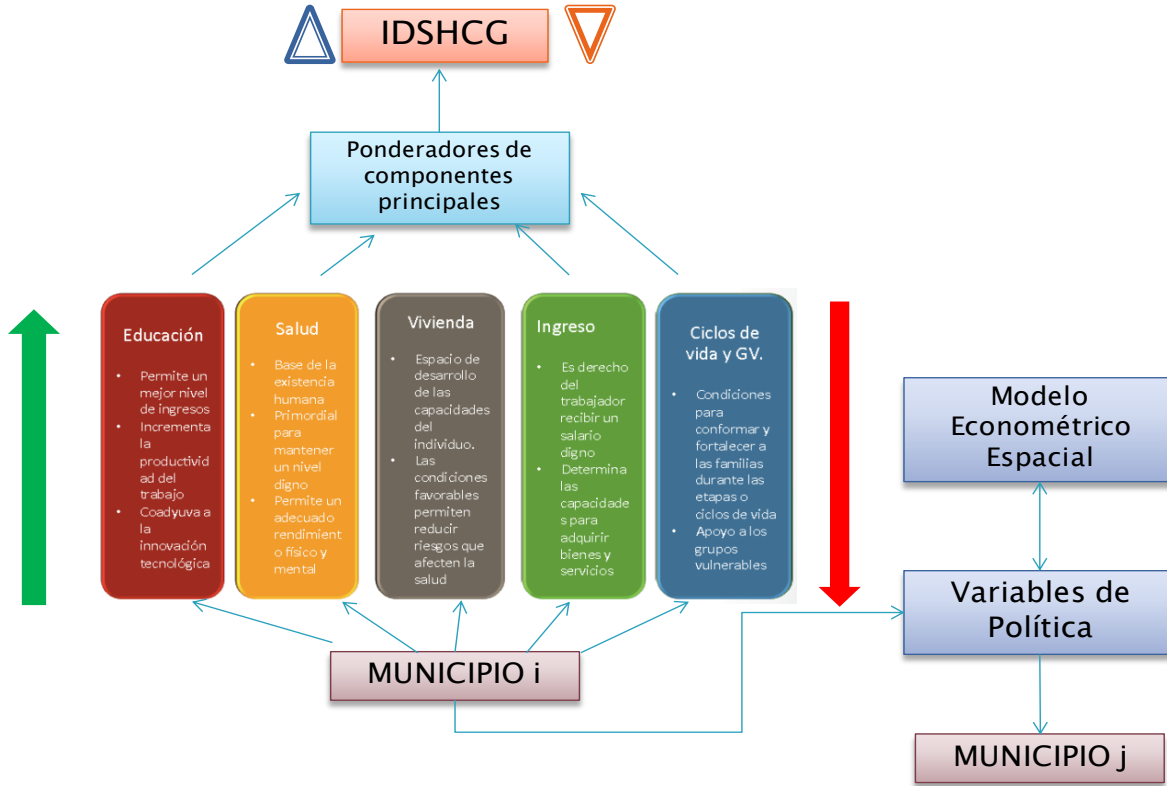 IDSHCG
Ponderadores de
componentes
principales
Educación
• Permite un
mejor nivel
de ingresos
• Incrementa
la
productivid
ad del
trabajo
• Coadyuva a
la
innovación
tecnológica
Salud
• Base de la
existencia
humana
• Primordial
para
mantener
un nivel
digno
• Permite un
adecuado
rendimient
o físico y
mental
Vivienda
• Espacio de
desarrollo
de las
capacidades
del
individuo.
• Las
condiciones
favorables
permiten
reducir
riesgos que
afecten la
salud
Ingreso
• Es derecho
del
trabajador
recibir un
salario
digno
• Determina
las
capacidade
s para
adquirir
bienes y
servicios
Ciclos de
vida y GV.
• Condiciones
para
conformar y
fortalecer a
las familias
durante las
etapas o
ciclos de vida
• Apoyo a los
grupos
vulnerables
Modelo
Econométrico
Espacial
Variables de
Política
MUNICIPIO i
MUNICIPIO j